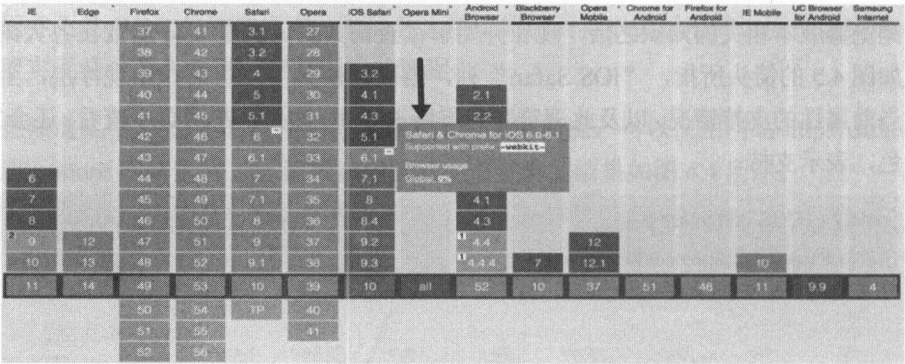 IE Edge Firefox Chrome Safari Opera iOS Safari Opera Mini Android Browser Blackberry Browser Opera Mobile Chrome for Android Firefox for Android IE Mobile UC Browser for Android Samsung Internet
37 41 3.1 27
38 42 3.2 28
39 43 4 29 3.2
40 44 5 30 4.1 2.1
41 45 5.1 31 4.3 2.2
42 46 6 32 5.1
43 47 6.1 33 6.1
Safari & Chrome for iOS 6.0-6.1
Supported with prefix: -webkit-
Browser usage
Global: 0%
6 44 48 7 34 7.1
7 45 49 7.1 35 8 4.1
8 46 50 8 36 8.4 4.3
2 9 12 47 51 9 37 9.2 1 4.4 12
10 13 48 52 9.1 38 9.3 1 4.4.4 7 12.1 10
11 14 49 53 10 39 10 all 52 10 37 51 48 11 9.9 4
50 54 TP 40
51 55 41
52 56